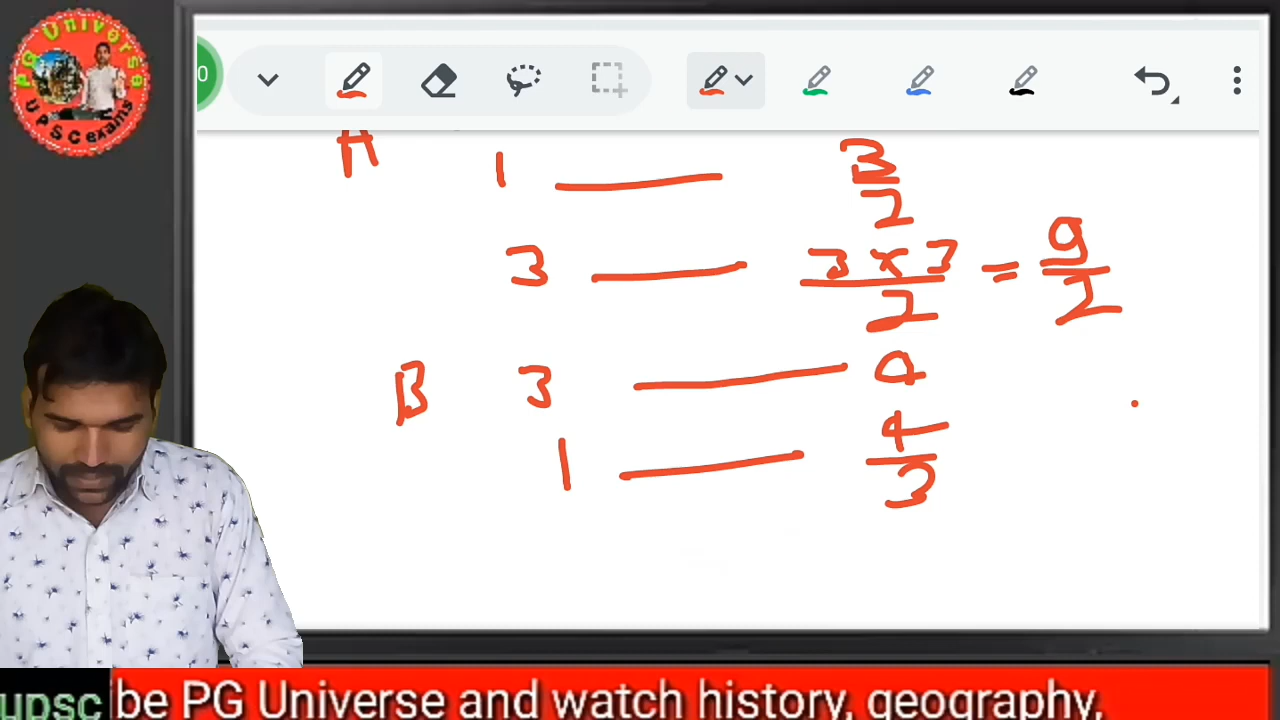 PG Universe
UPSC exams
0
A 1 —— 3/2
3 —— 3 x 3/2 = 9/2
B 3 —— 4
1 —— 4/3
upsc be PG Universe and watch history, geography,